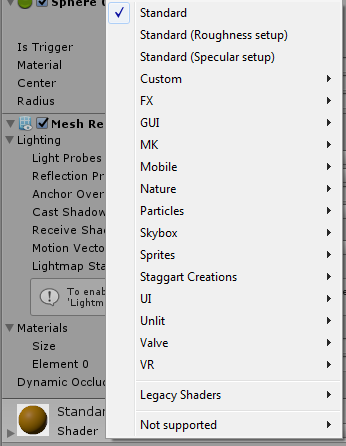 Sphere
Standard
Standard (Roughness setup)
Is Trigger
Standard (Specular setup)
Material
Custom
Center
FX
Radius
GUI
Mesh Re
MK
Lighting
Light Probes
Mobile
Reflection Pr
Nature
Anchor Over
Particles
Cast Shadow
Skybox
Receive Sha
Sprites
Motion Vecto
Staggart Creations
Lightmap Sta
To enab
UI
'Lightm
Unlit
Materials
Size
Valve
Element 0
VR
Dynamic Occlu
Legacy Shaders
Standar
Shader
Not supported